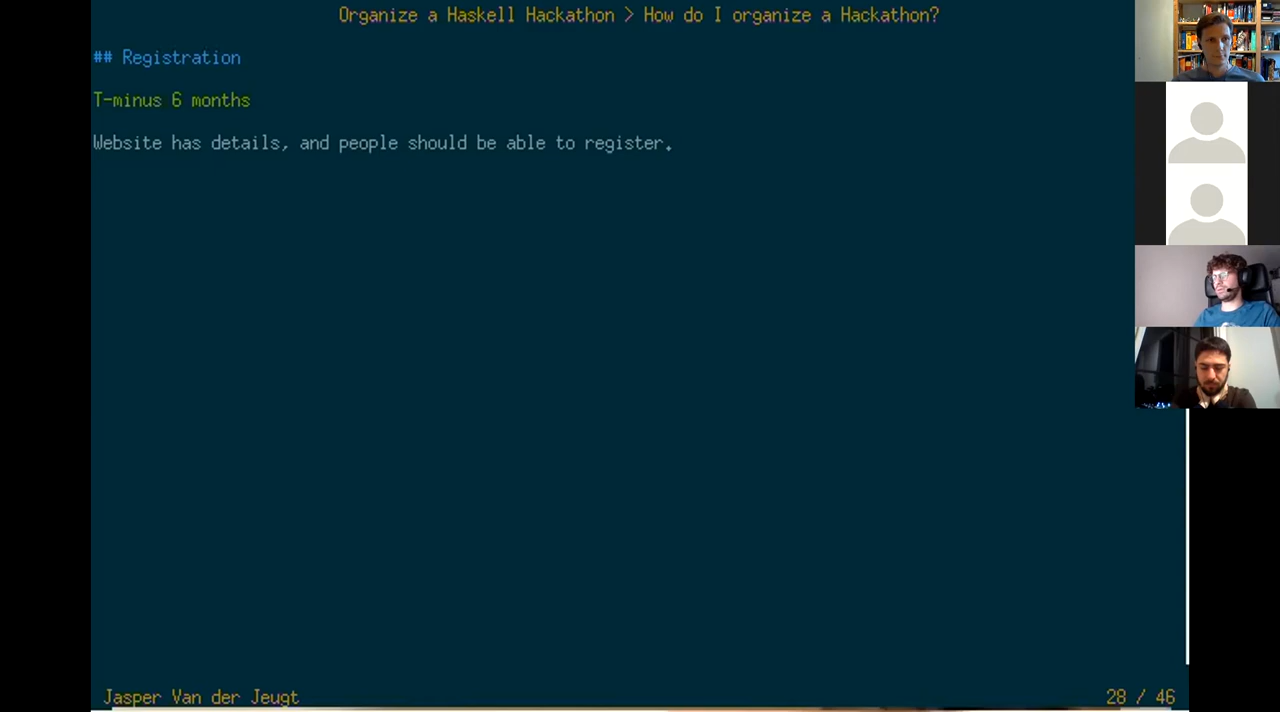 Organize a Haskell Hackathon > How do I organize a Hackathon?
## Registration
T-minus 6 months
Website has details, and people should be able to register.
Jasper Van der Jeugt
28 / 46